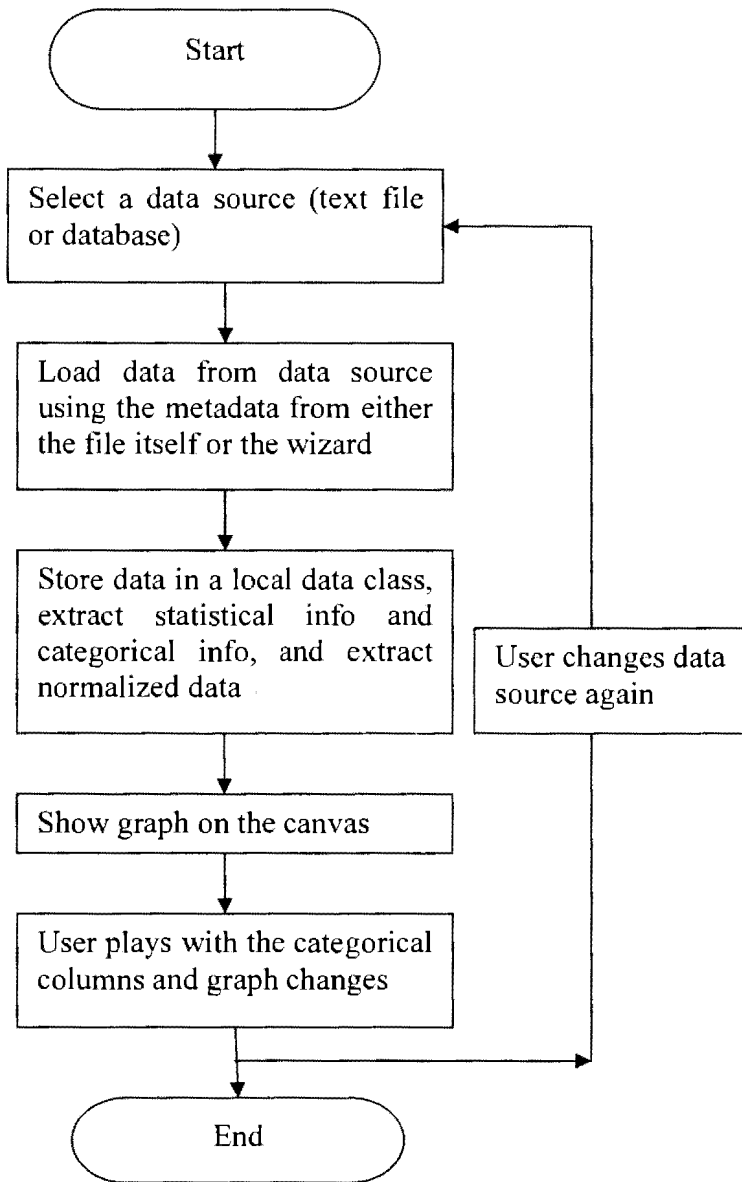 Start
Select a data source (text file
or database)
Load data from data source
using the metadata from either
the file itself or the wizard
Store data in a local data class,
extract statistical info and
categorical info, and extract
normalized data
User changes data
source again
Show graph on the canvas
User plays with the categorical
columns and graph changes
End